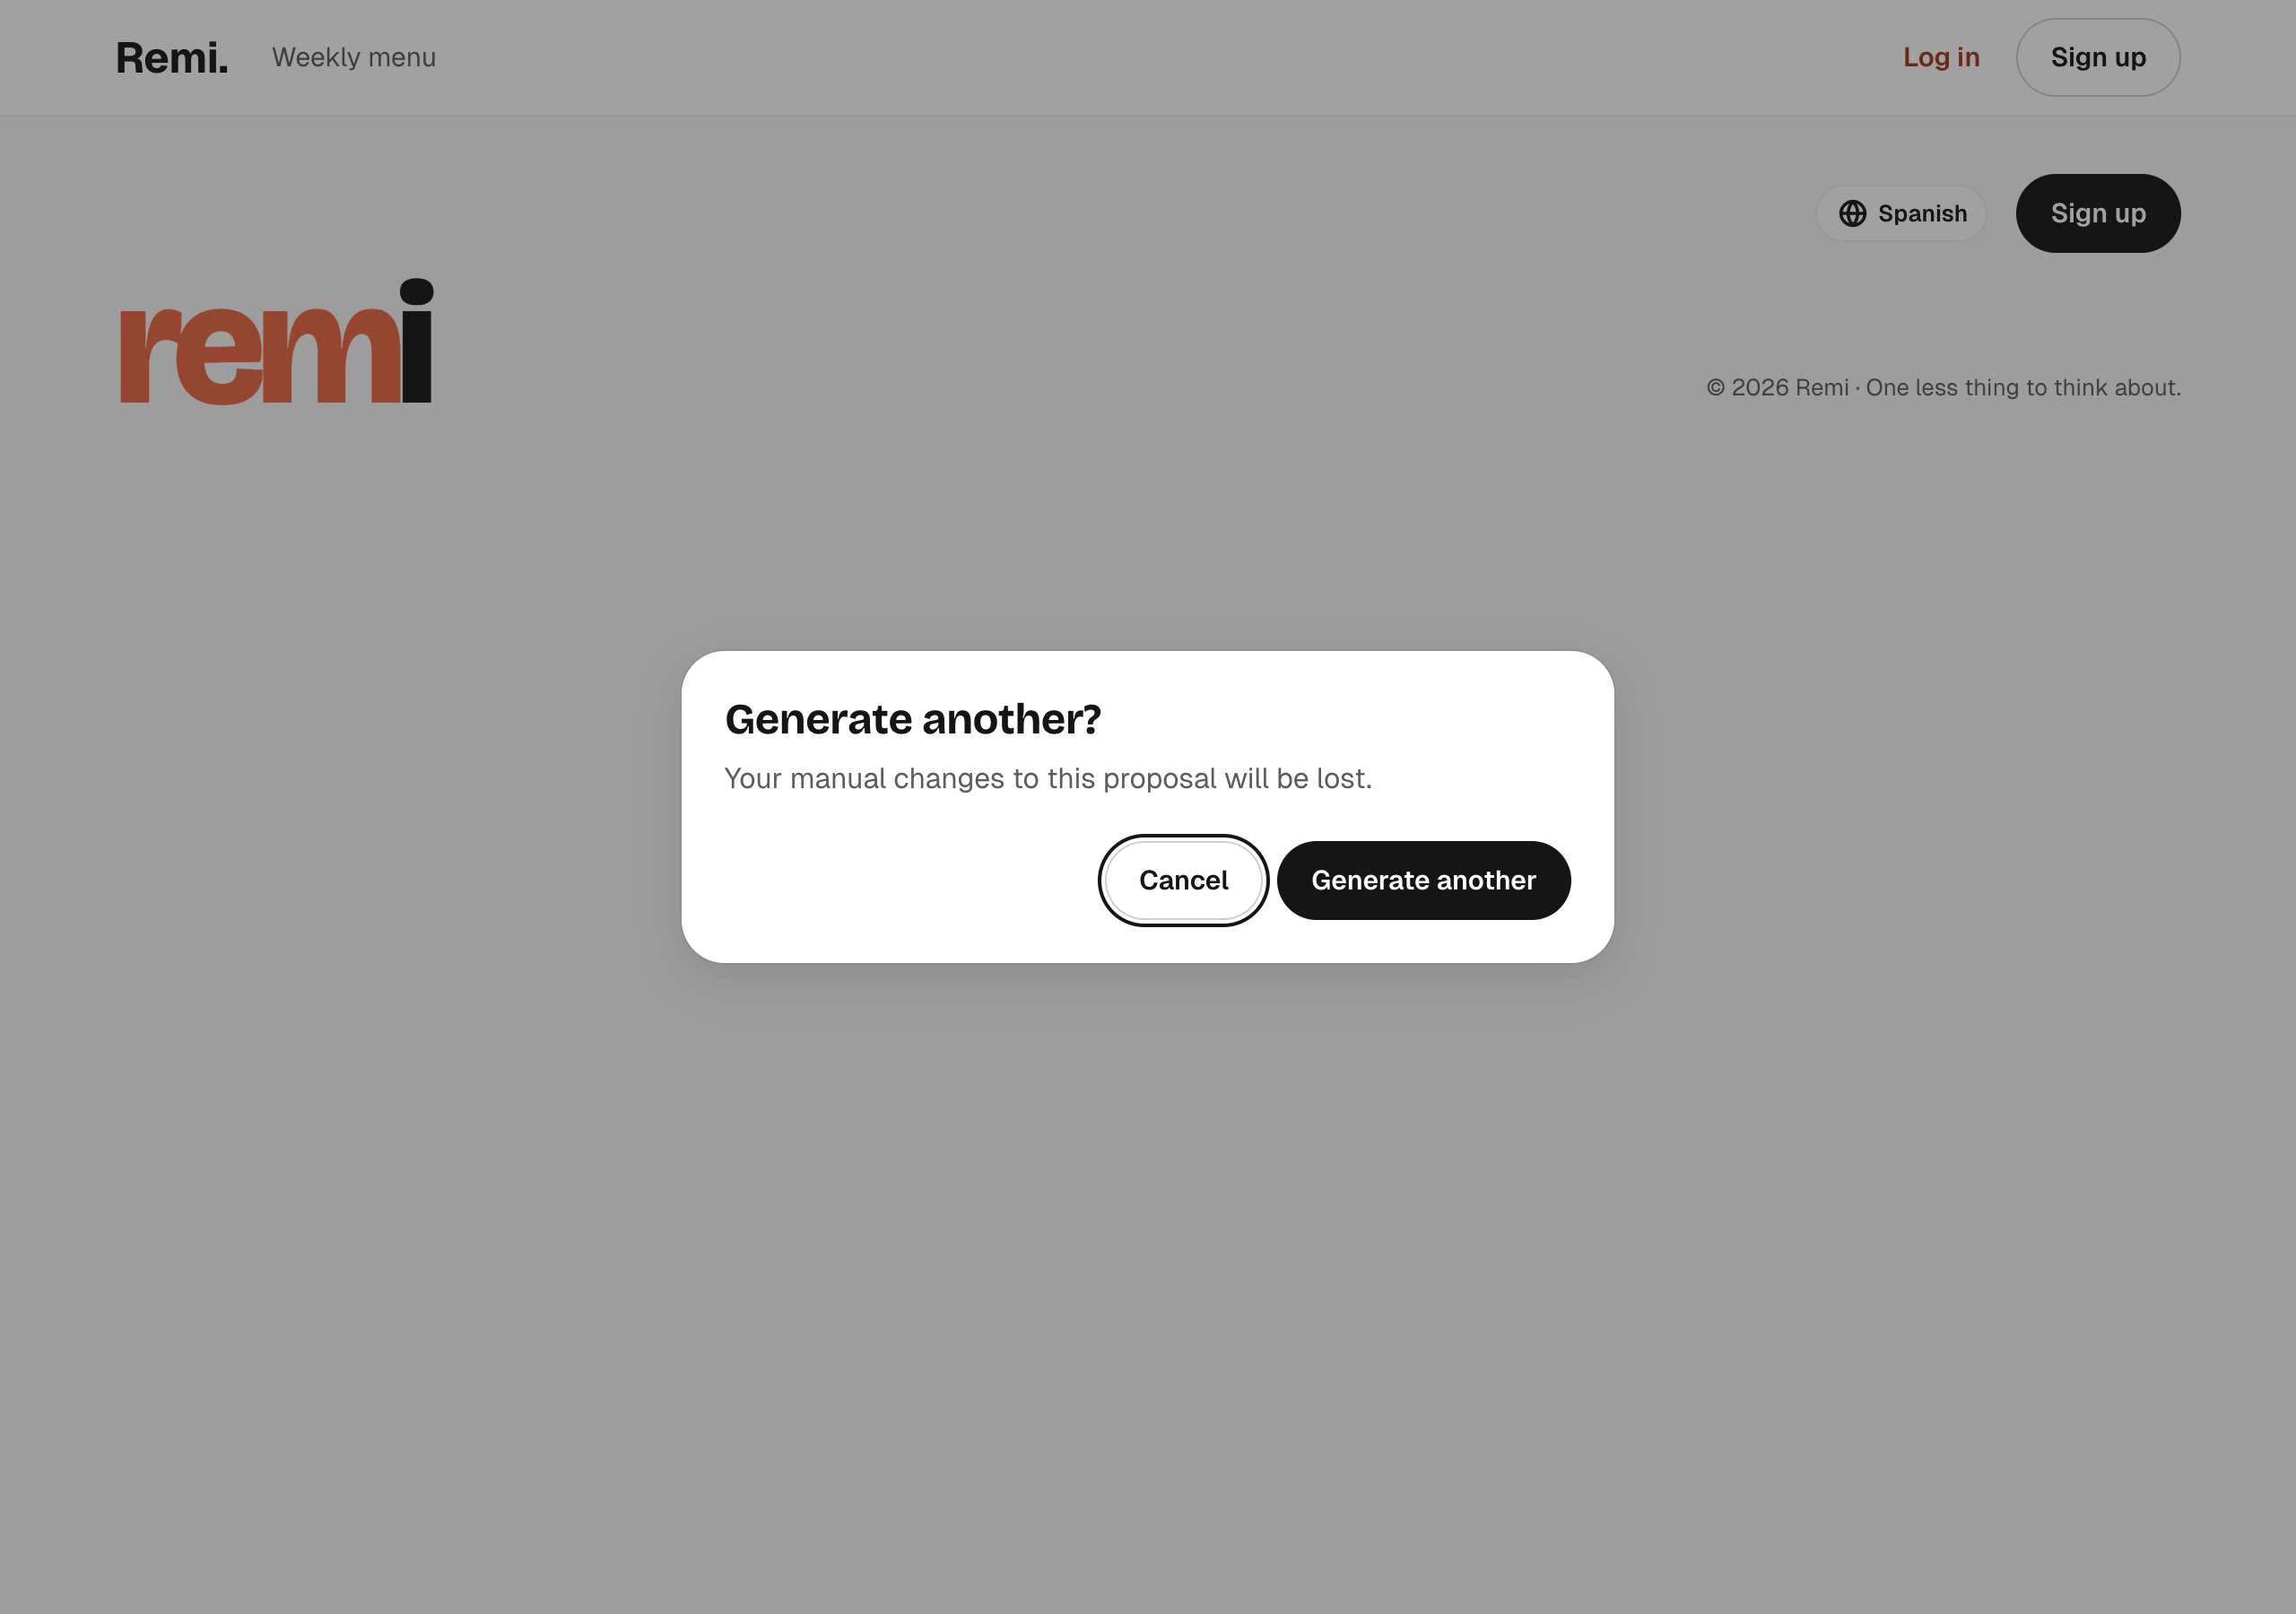 Remi. Weekly menu Log in Sign up
Spanish Sign up
remi
© 2026 Remi · One less thing to think about.
Generate another?
Your manual changes to this proposal will be lost.
Cancel Generate another